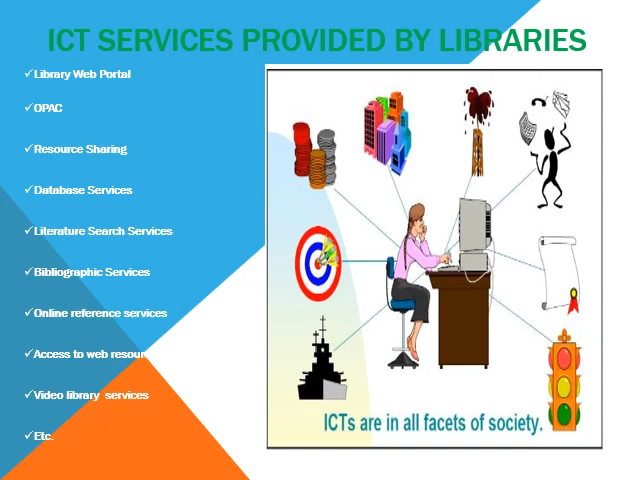 ICT SERVICES PROVIDED BY LIBRARIES
✓Library Web Portal
✓OPAC
✓Resource Sharing
✓Database Services
✓Literature Search Services
✓Bibliographic Services
✓Online reference services
✓Access to web resour
✓Video library services
✓Etc.
ICTs are in all facets of society.